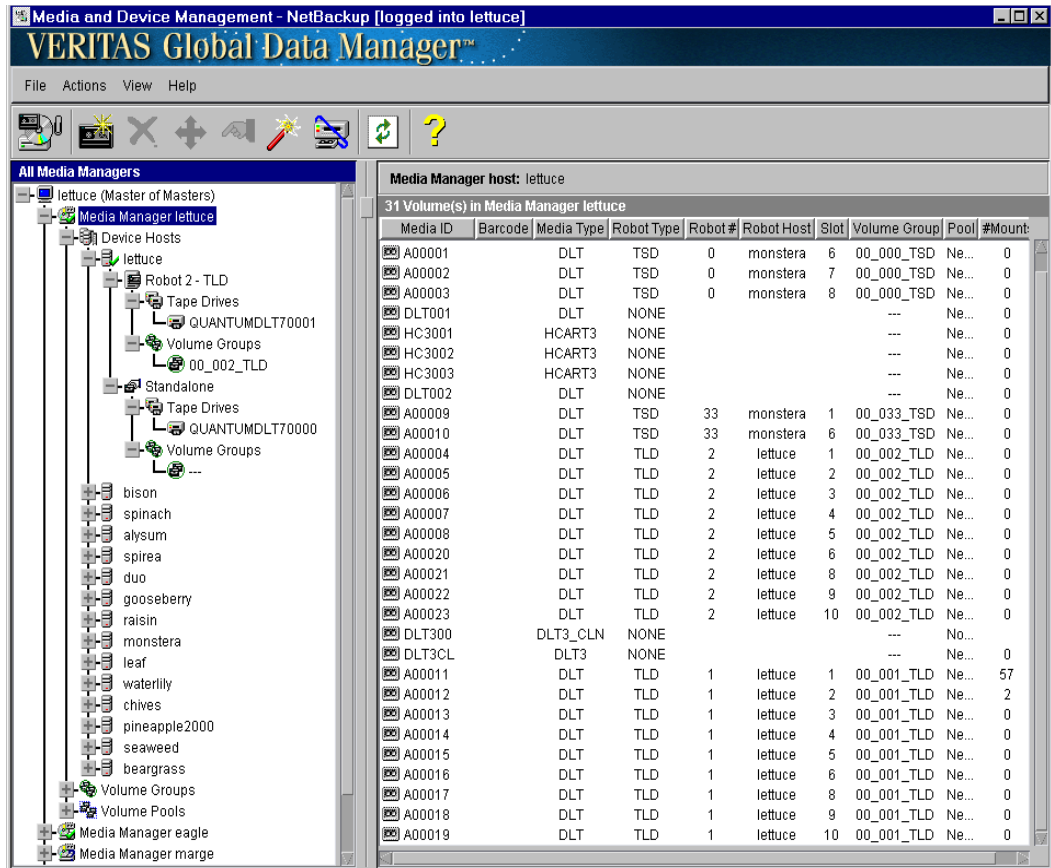 Media and Device Management - NetBackup [logged into lettuce]
VERITAS Global Data Manager™
File Actions View Help
All Media Managers
lettuce (Master of Masters)
Media Manager lettuce
Device Hosts
lettuce
Robot 2 - TLD
Tape Drives
QUANTUMDLT70001
Volume Groups
00_002_TLD
Standalone
Tape Drives
QUANTUMDLT70000
Volume Groups
---
bison
spinach
alysum
spirea
duo
gooseberry
raisin
monstera
leaf
waterlily
chives
pineapple2000
seaweed
beargrass
Volume Groups
Volume Pools
Media Manager eagle
Media Manager marge
Media Manager host: lettuce
31 Volume(s) in Media Manager lettuce
Media ID Barcode Media Type Robot Type Robot # Robot Host Slot Volume Group Pool #Mount
A00001 DLT TSD 0 monstera 6 00_000_TSD Ne... 0
A00002 DLT TSD 0 monstera 7 00_000_TSD Ne... 0
A00003 DLT TSD 0 monstera 8 00_000_TSD Ne... 0
DLT001 DLT NONE --- Ne... 0
HC3001 HCART3 NONE --- Ne... 0
HC3002 HCART3 NONE --- Ne... 0
HC3003 HCART3 NONE --- Ne... 0
DLT002 DLT NONE --- Ne... 0
A00009 DLT TSD 33 monstera 1 00_033_TSD Ne... 0
A00010 DLT TSD 33 monstera 6 00_033_TSD Ne... 0
A00004 DLT TLD 2 lettuce 1 00_002_TLD Ne... 0
A00005 DLT TLD 2 lettuce 2 00_002_TLD Ne... 0
A00006 DLT TLD 2 lettuce 3 00_002_TLD Ne... 0
A00007 DLT TLD 2 lettuce 4 00_002_TLD Ne... 0
A00008 DLT TLD 2 lettuce 5 00_002_TLD Ne... 0
A00020 DLT TLD 2 lettuce 6 00_002_TLD Ne... 0
A00021 DLT TLD 2 lettuce 8 00_002_TLD Ne... 0
A00022 DLT TLD 2 lettuce 9 00_002_TLD Ne... 0
A00023 DLT TLD 2 lettuce 10 00_002_TLD Ne... 0
DLT300 DLT3_CLN NONE --- No...
DLT3CL DLT3 NONE --- Ne... 0
A00011 DLT TLD 1 lettuce 1 00_001_TLD Ne... 57
A00012 DLT TLD 1 lettuce 2 00_001_TLD Ne... 2
A00013 DLT TLD 1 lettuce 3 00_001_TLD Ne... 0
A00014 DLT TLD 1 lettuce 4 00_001_TLD Ne... 0
A00015 DLT TLD 1 lettuce 5 00_001_TLD Ne... 0
A00016 DLT TLD 1 lettuce 6 00_001_TLD Ne... 0
A00017 DLT TLD 1 lettuce 8 00_001_TLD Ne... 0
A00018 DLT TLD 1 lettuce 9 00_001_TLD Ne... 0
A00019 DLT TLD 1 lettuce 10 00_001_TLD Ne... 0